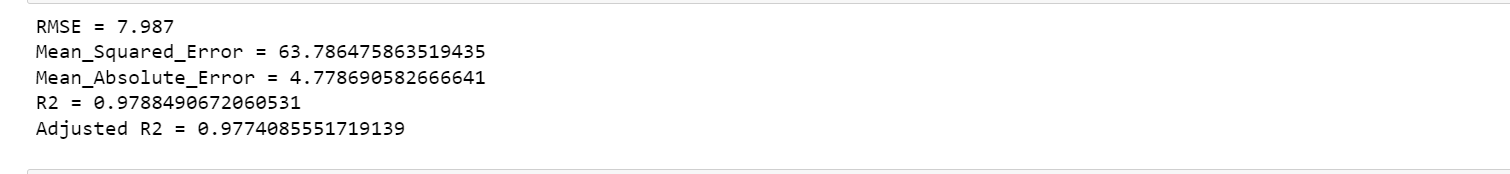 RMSE = 7.987
Mean_Squared_Error = 63.786475863519435
Mean_Absolute_Error = 4.778690582666641
R2 = 0.9788490672060531
Adjusted R2 = 0.9774085551719139